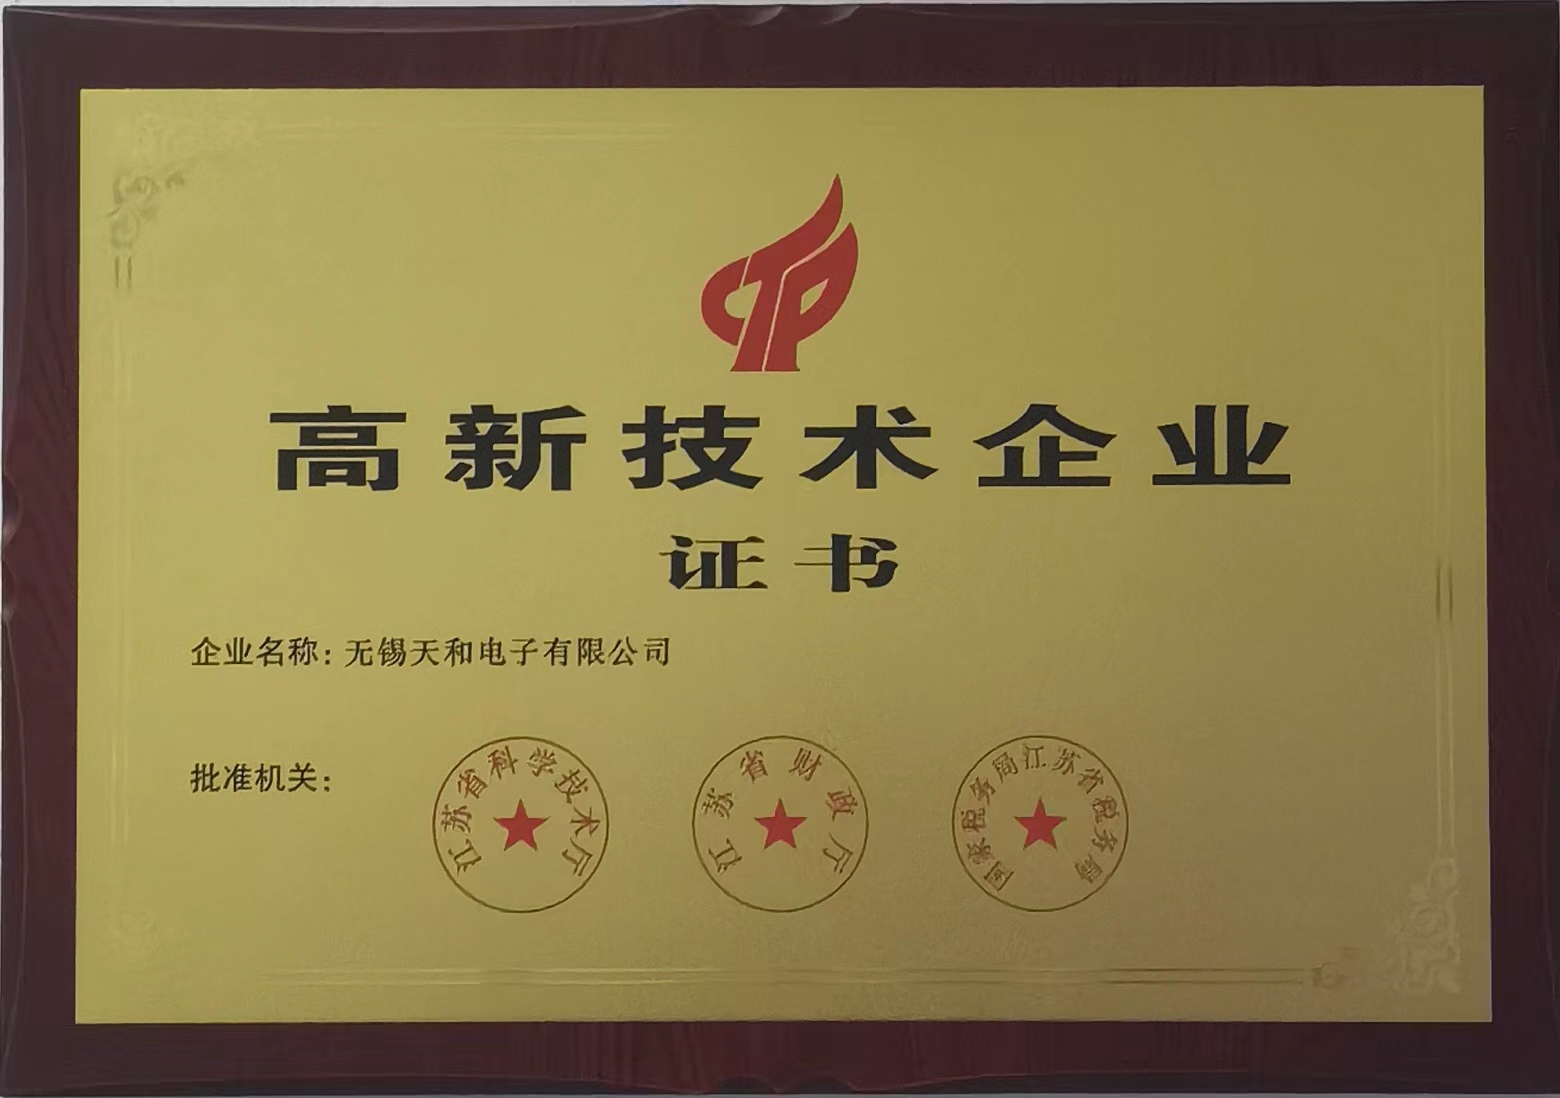 高新技术企业
证书
企业名称：无锡天和电子有限公司
批准机关：
江苏省科学技术厅
江苏省财政厅
国家税务局江苏省税务局